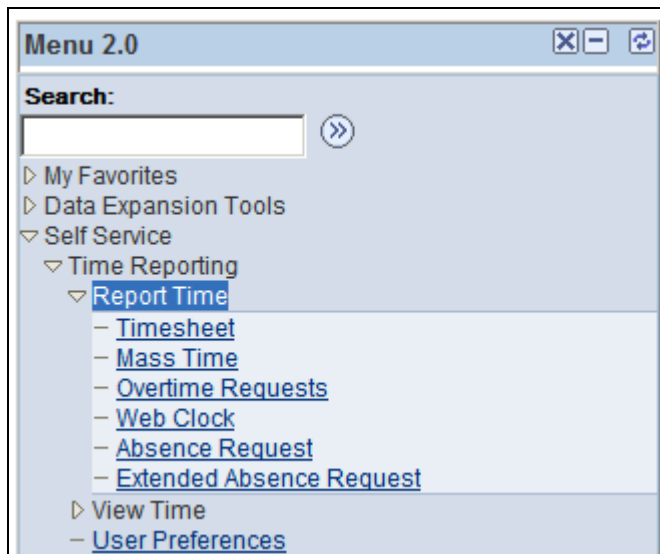 Menu 2.0
Search:
My Favorites
Data Expansion Tools
Self Service
Time Reporting
Report Time
Timesheet
Mass Time
Overtime Requests
Web Clock
Absence Request
Extended Absence Request
View Time
User Preferences